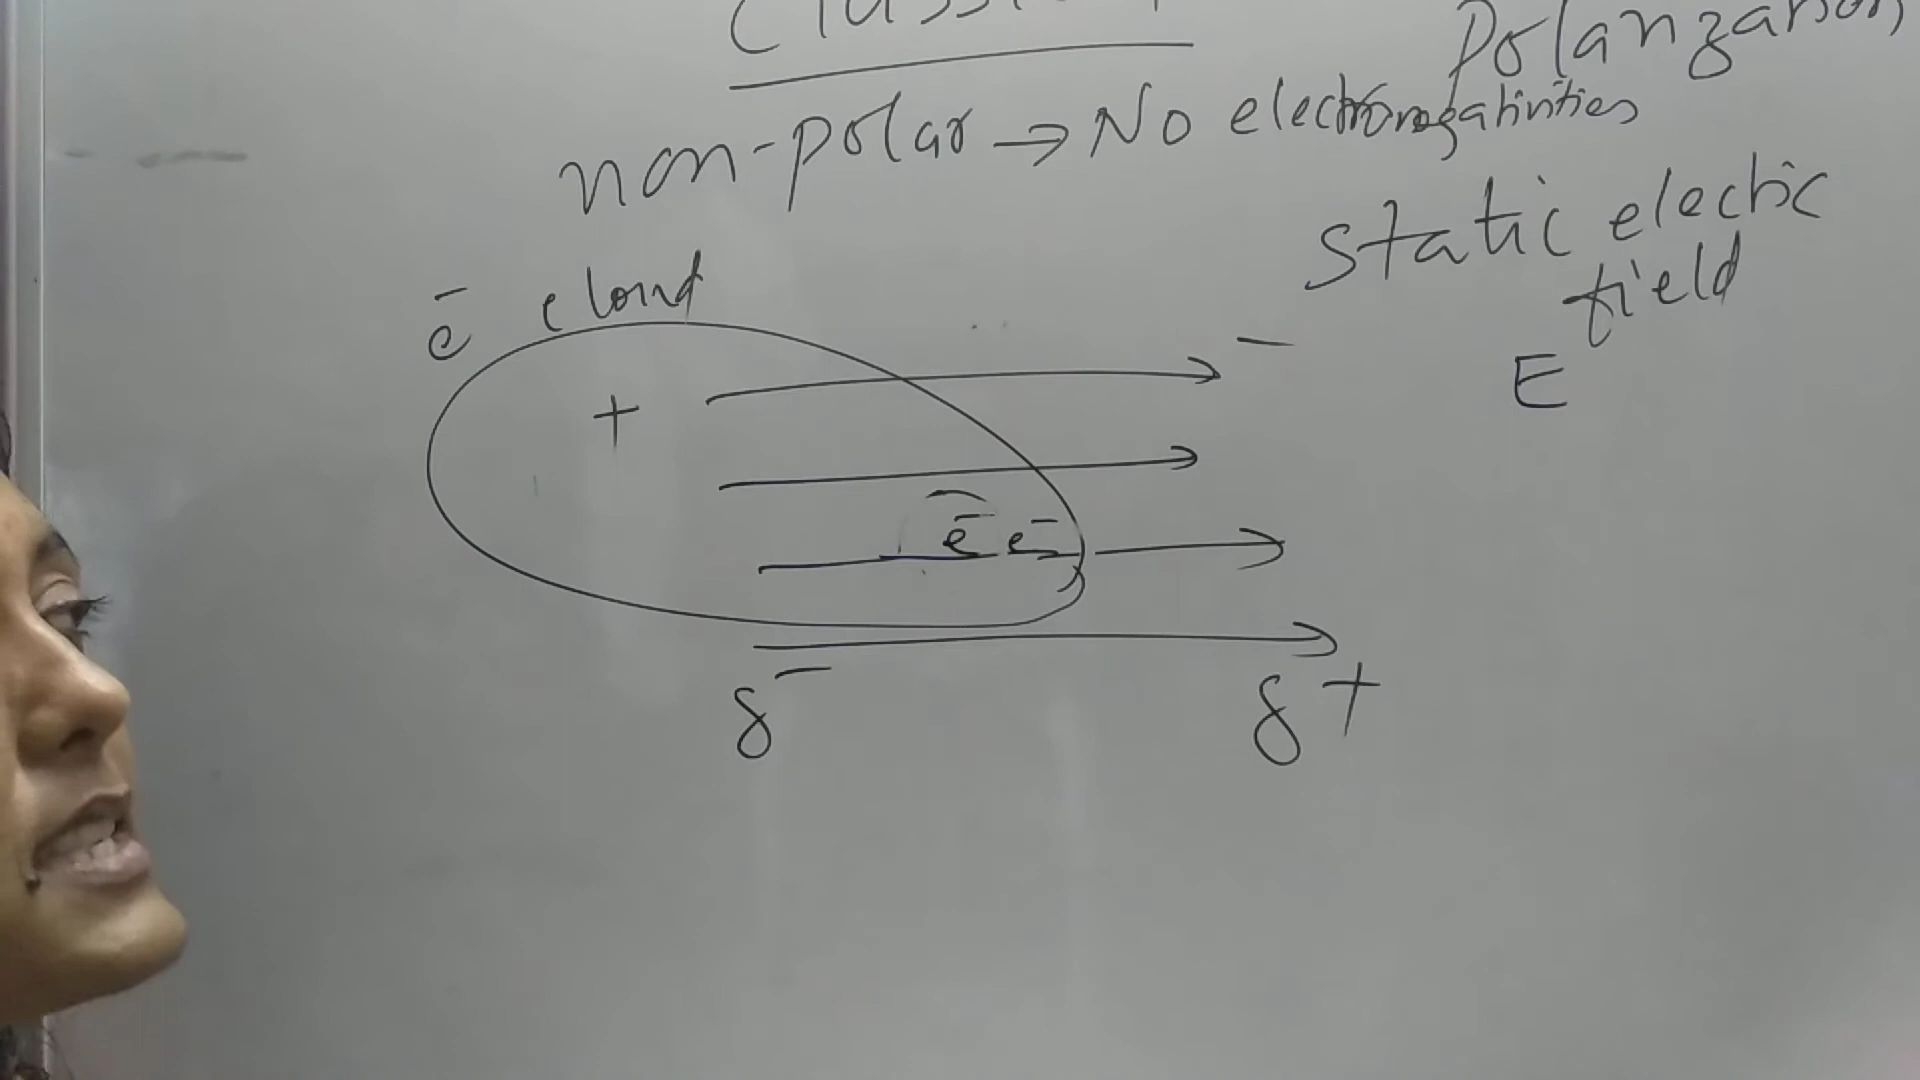 Polarization
non-polar → No electronegativities
static electric
field
E
e⁻ cloud
+ → −
→
e⁻ e⁻ →
→
δ⁻ δ+